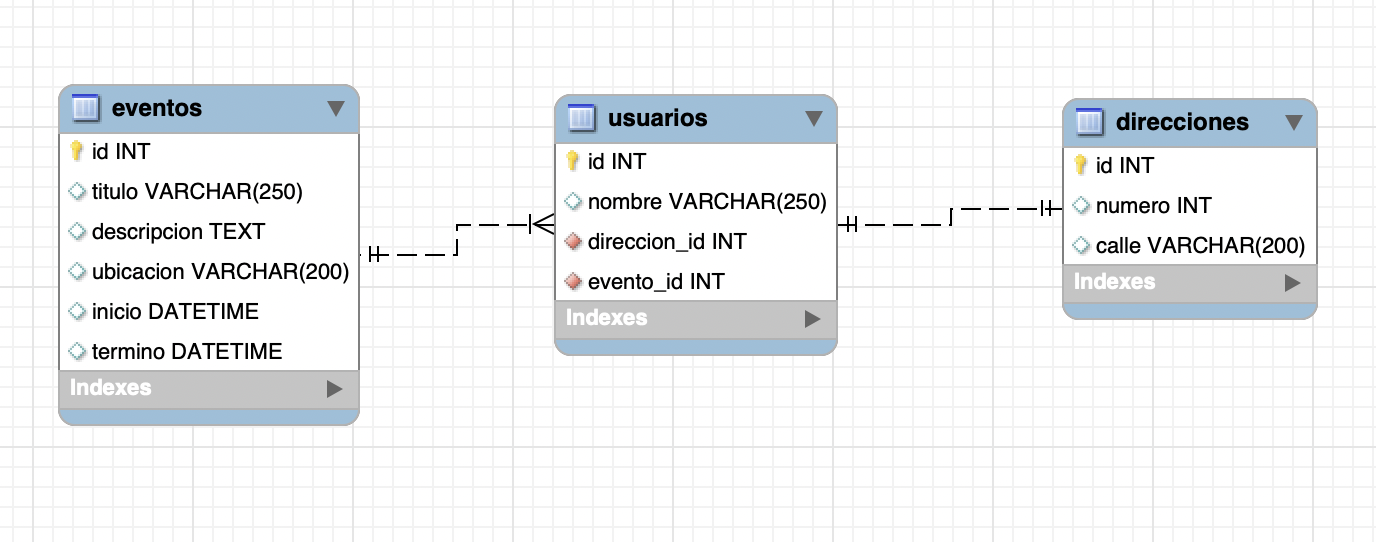 eventos
id INT
titulo VARCHAR(250)
descripcion TEXT
ubicacion VARCHAR(200)
inicio DATETIME
termino DATETIME
Indexes
usuarios
id INT
nombre VARCHAR(250)
direccion_id INT
evento_id INT
Indexes
direcciones
id INT
numero INT
calle VARCHAR(200)
Indexes